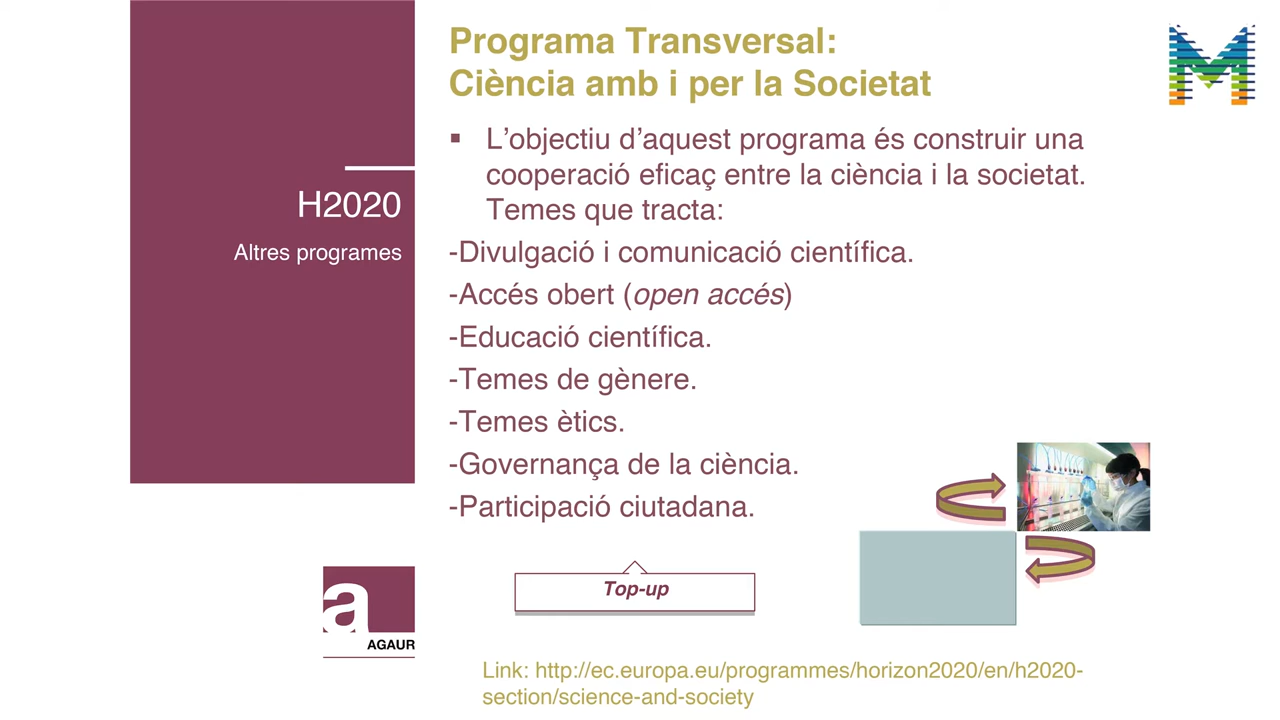 Programa Transversal:
Ciència amb i per la Societat
H2020
Altres programes
▪ L’objectiu d’aquest programa és construir una
cooperació eficaç entre la ciència i la societat.
Temes que tracta:
-Divulgació i comunicació científica.
-Accés obert (open accés)
-Educació científica.
-Temes de gènere.
-Temes ètics.
-Governança de la ciència.
-Participació ciutadana.
Top-up
a
AGAUR
Link: http://ec.europa.eu/programmes/horizon2020/en/h2020-
section/science-and-society